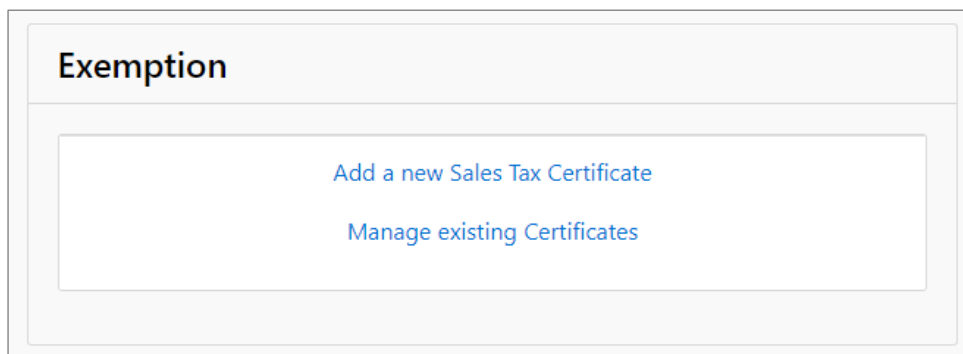 Exemption
Add a new Sales Tax Certificate
Manage existing Certificates